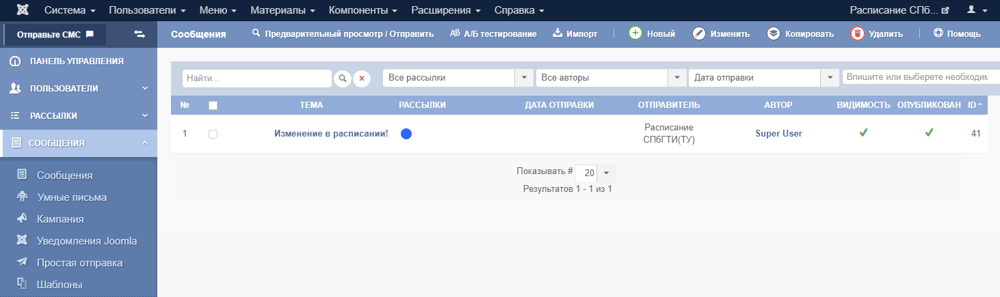 Система Пользователи Меню Материалы Компоненты Расширения Справка Расписание СПб...
Отправьте СМС Сообщения Предварительный просмотр / Отправить А/Б тестирование Импорт Новый Изменить Копировать Удалить Помощь
ПАНЕЛЬ УПРАВЛЕНИЯ
ПОЛЬЗОВАТЕЛИ
РАССЫЛКИ
СООБЩЕНИЯ
Сообщения
Умные письма
Кампания
Уведомления Joomla
Простая отправка
Шаблоны
Найти... Все рассылки Все авторы Дата отправки Впишите или выберете необходим
№ ТЕМА РАССЫЛКИ ДАТА ОТПРАВКИ ОТПРАВИТЕЛЬ АВТОР ВИДИМОСТЬ ОПУБЛИКОВАН ID
1 Изменение в расписании! Расписание СПбГТИ(ТУ) Super User 41
Показывать # 20
Результатов 1 - 1 из 1